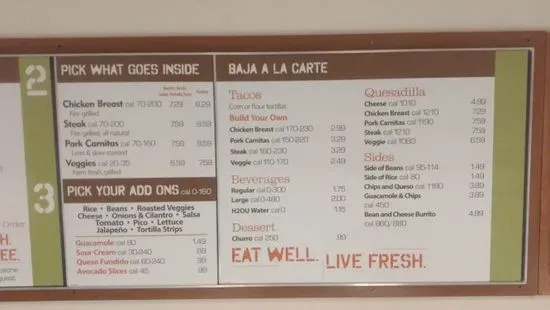 2
PICK WHAT GOES INSIDE
Chicken Breast cal 70-200 7.29 8.29
Fire-grilled
Steak cal 70-200 7.59 8.59
Fire-grilled, all natural
Pork Carnitas cal 70-160 7.59 8.59
Lean & slow-roasted
Veggies cal 20-35 6.59 7.59
Farm fresh, grilled
3
PICK YOUR ADD ONS cal 0-160
Rice • Beans • Roasted Veggies
Cheese • Onions & Cilantro • Salsa
Tomato • Pico • Lettuce
Jalapeño • Tortilla Strips
Guacamole cal 80 1.49
Sour Cream cal 30-240 .69
Queso Fundido cal 60-240 .99
Avocado Slices cal 45 .99
Order
BAJA A LA CARTE
Tacos
Corn or flour tortillas
Build Your Own
Chicken Breast cal 170-230 2.99
Pork Carnitas cal 150-220 3.29
Steak cal 160-230 3.29
Veggie cal 110-170 2.49
Beverages
Regular cal 0-300 1.75
Large cal 0-480 2.00
H2OU Water cal 0 1.15
Dessert
Churro cal 250 .99
Quesadilla
Cheese cal 1010 4.99
Chicken Breast cal 1210 7.29
Pork Carnitas cal 1190 7.59
Steak cal 1210 7.59
Veggie cal 1060 6.59
Sides
Side of Beans cal 95-114 1.49
Side of Rice cal 80 1.49
Chips and Queso cal 1160 3.89
Guacamole & Chips 3.89
cal 450
Bean and Cheese Burrito 4.99
cal 860/880
EAT WELL. LIVE FRESH.